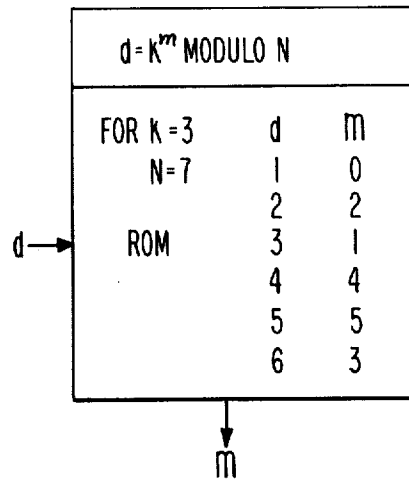 d=K^m MODULO N
FOR K=3 d m
N=7 1 0
2 2
d ROM 3 1
4 4
5 5
6 3
m